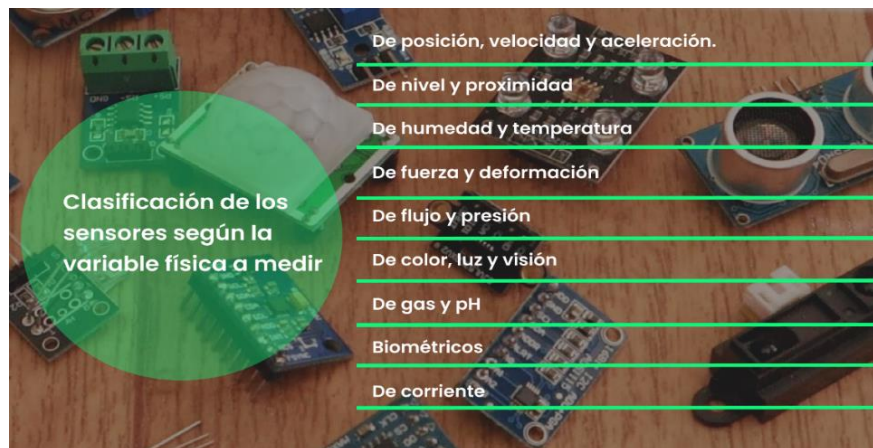 De posición, velocidad y aceleración.
De nivel y proximidad
De humedad y temperatura
De fuerza y deformación
De flujo y presión
De color, luz y visión
De gas y pH
Biométricos
De corriente
Clasificación de los
sensores según la
variable física a medir
GND